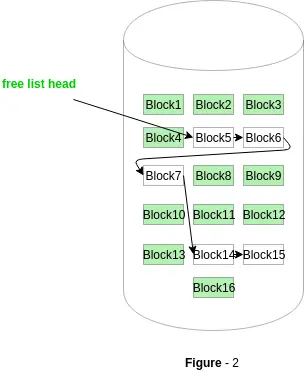 free list head
Block1 Block2 Block3
Block4 Block5 Block6
Block7 Block8 Block9
Block10 Block11 Block12
Block13 Block14 Block15
Block16
Figure - 2